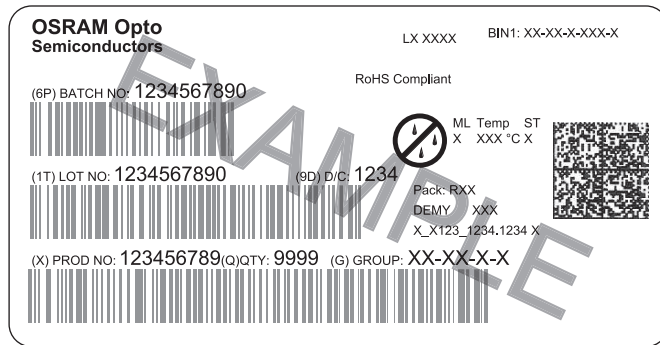 OSRAM Opto
Semiconductors
LX XXXX
BIN1: XX-XX-X-XXX-X
RoHS Compliant
(6P) BATCH NO: 1234567890
ML Temp ST
X XXX °C X
(1T) LOT NO: 1234567890
(9D) D/C: 1234
Pack: RXX
DEMY XXX
X_X123_1234.1234 X
(X) PROD NO: 123456789(Q)QTY: 9999 (G) GROUP: XX-XX-X-X
EXAMPLE